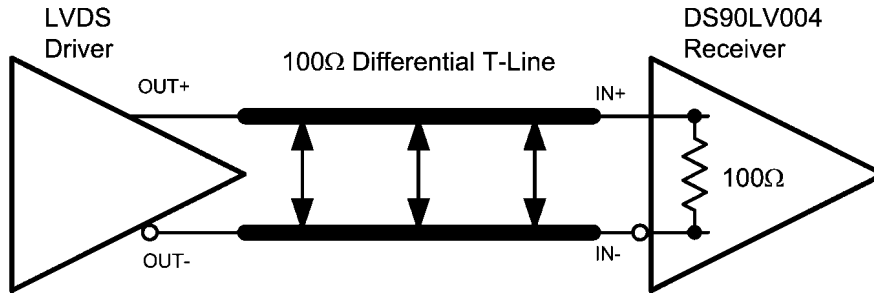 LVDS
Driver
DS90LV004
Receiver
100Ω Differential T-Line
OUT+
IN+
100Ω
OUT-
IN-